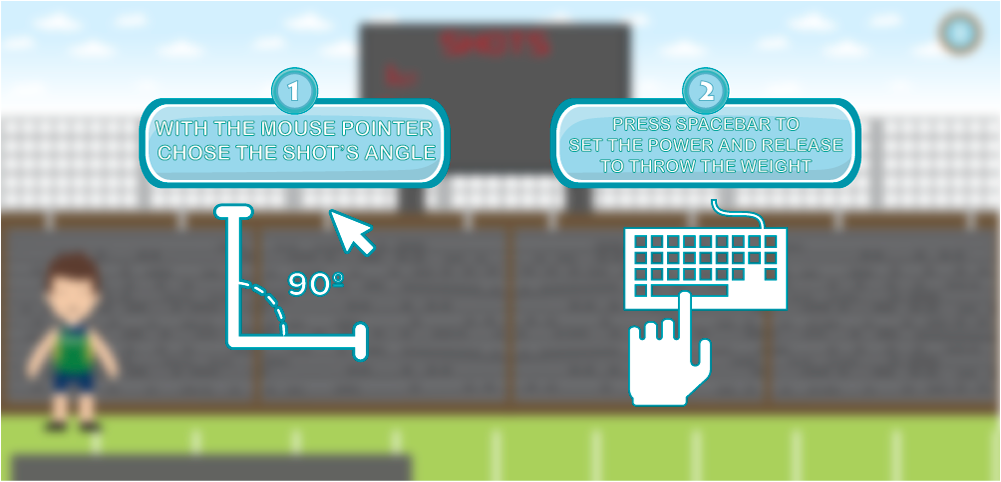 SHOTS
1
WITH THE MOUSE POINTER
CHOSE THE SHOT'S ANGLE
2
PRESS SPACEBAR TO
SET THE POWER AND RELEASE
TO THROW THE WEIGHT
90º